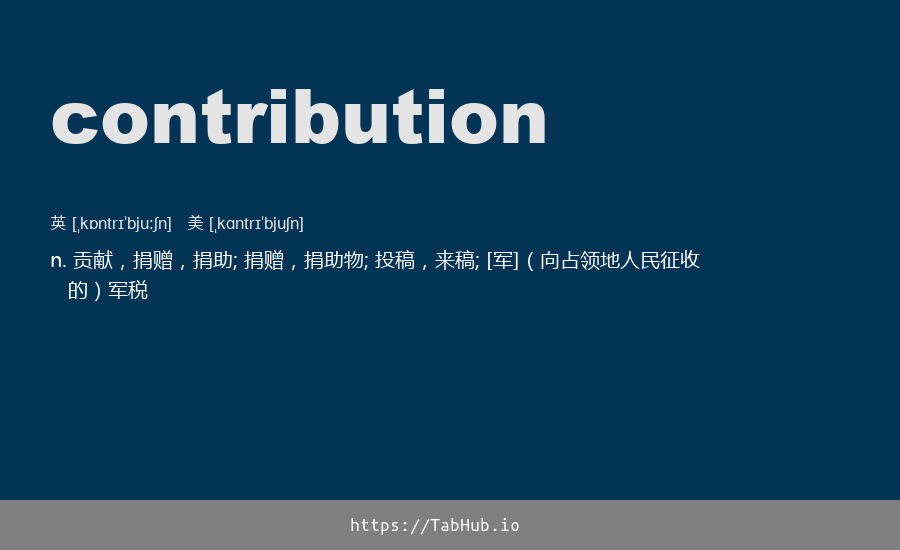 contribution
英 [ˌkɒntrɪˈbjuːʃn] 美 [ˌkɑntrɪˈbjuʃn]
n. 贡献，捐赠，捐助; 捐赠，捐助物; 投稿，来稿; [军]（向占领地人民征收
的）军税
https://TabHub.io